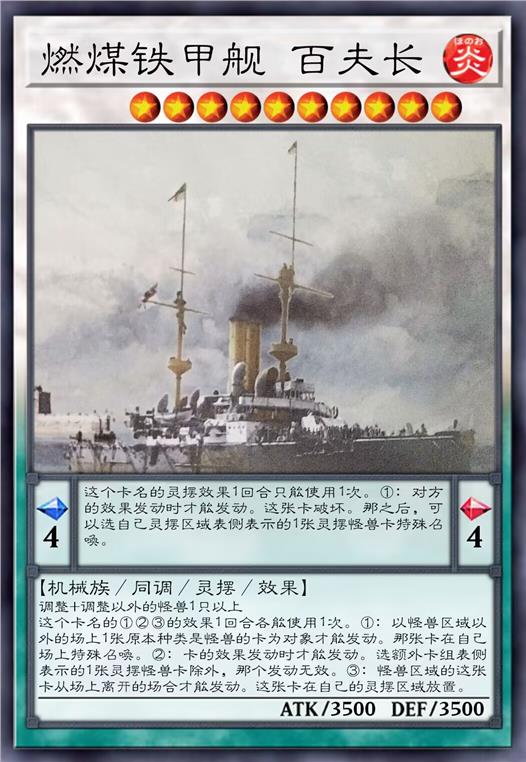 燃煤铁甲舰 百夫长
ほのお
炎
这个卡名的灵摆效果1回合只能使用1次。①：对方
的效果发动时才能发动。这张卡破坏。那之后，可
以选自己灵摆区域表侧表示的1张灵摆怪兽卡特殊召
唤。
4
4
【机械族／同调／灵摆／效果】
调整+调整以外的怪兽1只以上
这个卡名的①②③的效果1回合各能使用1次。①：以怪兽区域以
外的场上1张原本种类是怪兽的卡为对象才能发动。那张卡在自己
场上特殊召唤。②：卡的效果发动时才能发动。选额外卡组表侧
表示的1张灵摆怪兽卡除外，那个发动无效。③：怪兽区域的这张
卡从场上离开的场合才能发动。这张卡在自己的灵摆区域放置。
ATK/3500 DEF/3500